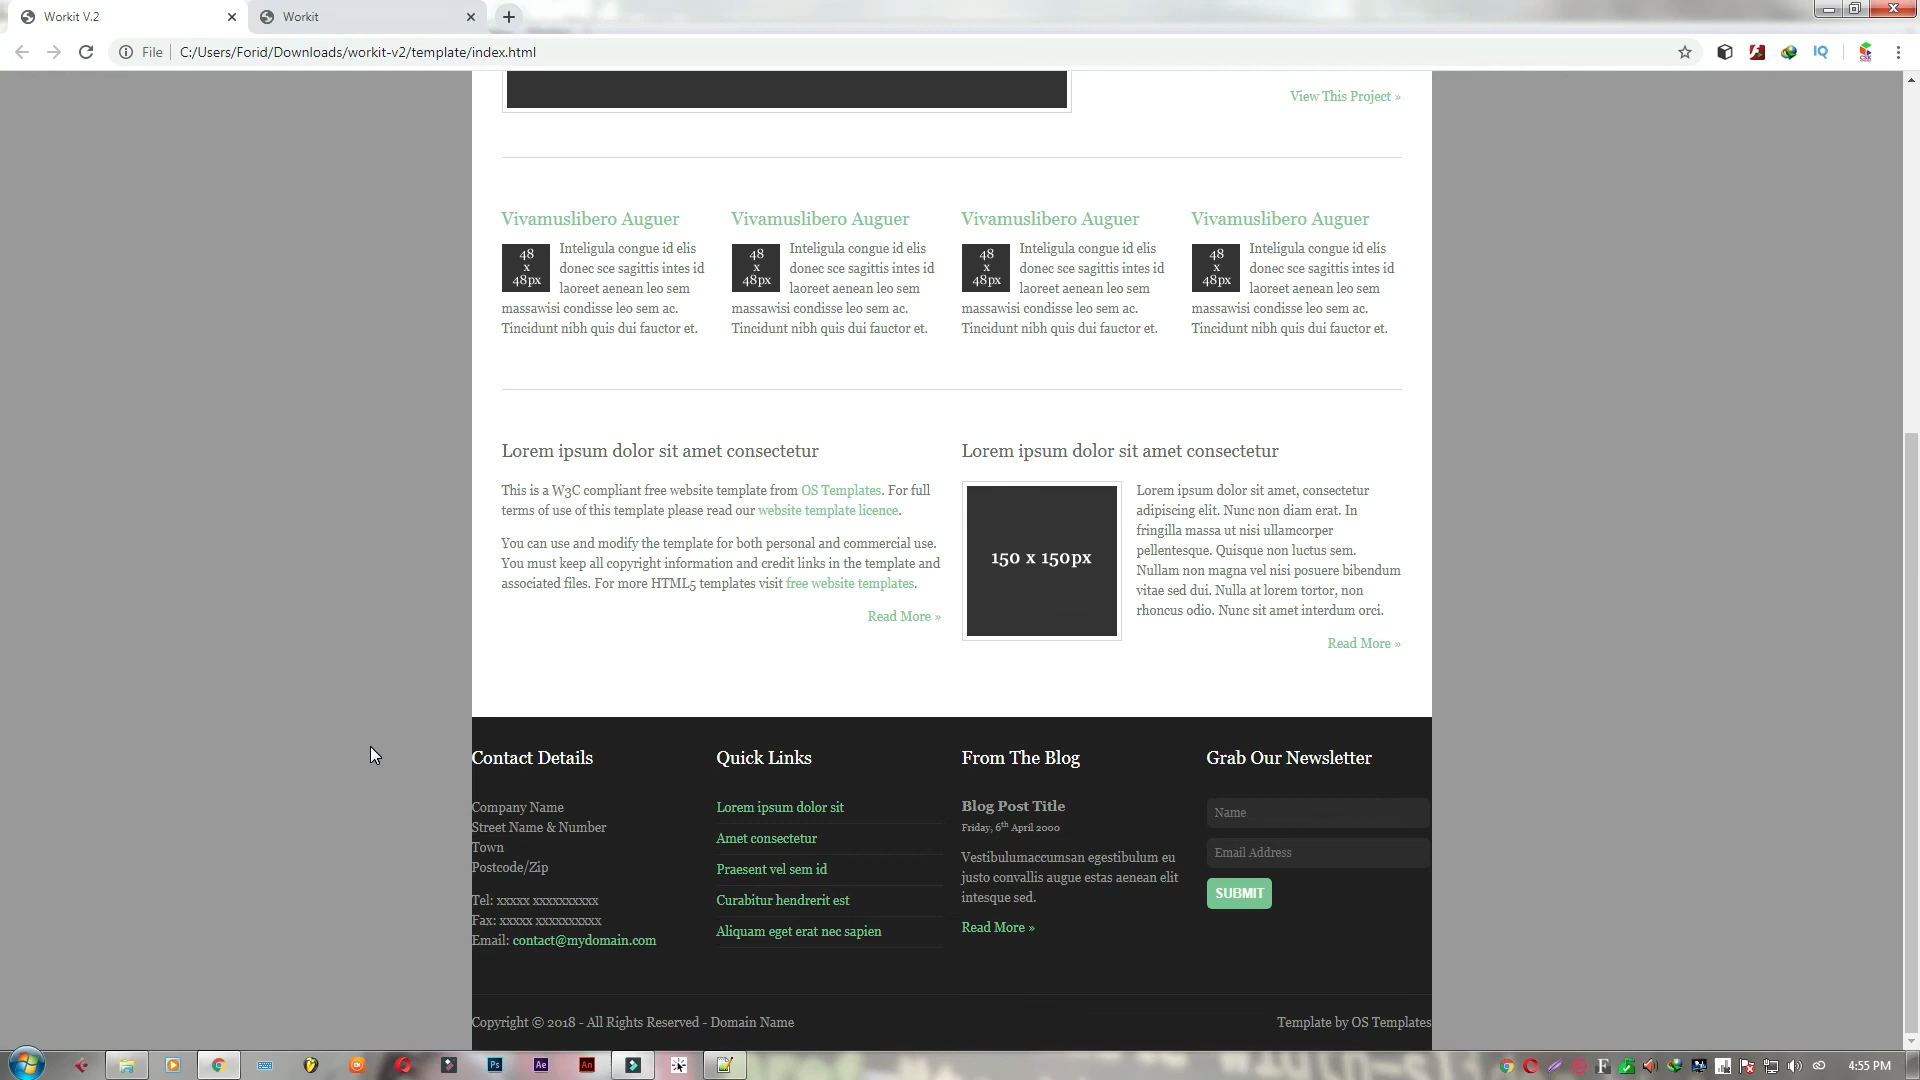 Workit V.2
Workit
File
C:/Users/Forid/Downloads/workit-v2/template/index.html
IQ
View This Project »
Vivamuslibero Auguer
48
x
48px
Inteligula congue id elis
donec sce sagittis intes id
laoreet aenean leo sem
massawisi condisse leo sem ac.
Tincidunt nibh quis dui fauctor et.
Vivamuslibero Auguer
48
x
48px
Inteligula congue id elis
donec sce sagittis intes id
laoreet aenean leo sem
massawisi condisse leo sem ac.
Tincidunt nibh quis dui fauctor et.
Vivamuslibero Auguer
48
x
48px
Inteligula congue id elis
donec sce sagittis intes id
laoreet aenean leo sem
massawisi condisse leo sem ac.
Tincidunt nibh quis dui fauctor et.
Vivamuslibero Auguer
48
x
48px
Inteligula congue id elis
donec sce sagittis intes id
laoreet aenean leo sem
massawisi condisse leo sem ac.
Tincidunt nibh quis dui fauctor et.
Lorem ipsum dolor sit amet consectetur
This is a W3C compliant free website template from OS Templates. For full
terms of use of this template please read our website template licence.
You can use and modify the template for both personal and commercial use.
You must keep all copyright information and credit links in the template and
associated files. For more HTML5 templates visit free website templates.
Read More »
Lorem ipsum dolor sit amet consectetur
150 x 150px
Lorem ipsum dolor sit amet, consectetur
adipiscing elit. Nunc non diam erat. In
fringilla massa ut nisi ullamcorper
pellentesque. Quisque non luctus sem.
Nullam non magna vel nisi posuere bibendum
vitae sed dui. Nulla at lorem tortor, non
rhoncus odio. Nunc sit amet interdum orci.
Read More »
Contact Details
Company Name
Street Name & Number
Town
Postcode/Zip
Tel: xxxxx xxxxxxxxxx
Fax: xxxxx xxxxxxxxxx
Email: contact@mydomain.com
Quick Links
Lorem ipsum dolor sit
Amet consectetur
Praesent vel sem id
Curabitur hendrerit est
Aliquam eget erat nec sapien
From The Blog
Blog Post Title
Friday, 6th April 2000
Vestibulumaccumsan egestibulum eu
justo convallis augue estas aenean elit
intesque sed.
Read More »
Grab Our Newsletter
Name
Email Address
SUBMIT
Copyright © 2018 - All Rights Reserved - Domain Name
Template by OS Templates
Ps
Ae
An
F
4:55 PM